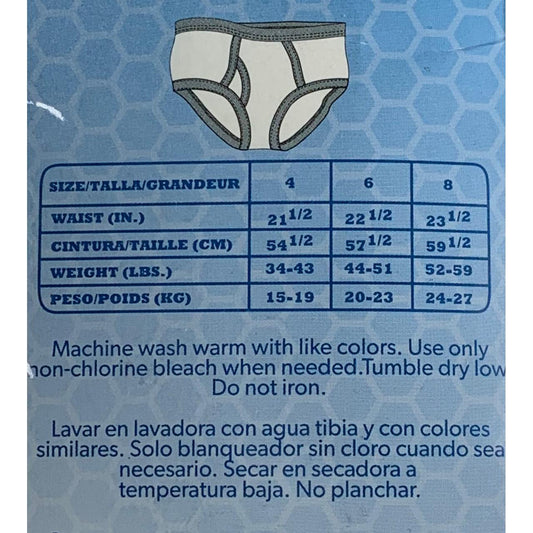 SIZE/TALLA/GRANDEUR 4 6 8
WAIST (IN.) 21 1/2 22 1/2 23 1/2
CINTURA/TAILLE (CM) 54 1/2 57 1/2 59 1/2
WEIGHT (LBS.) 34-43 44-51 52-59
PESO/POIDS (KG) 15-19 20-23 24-27
Machine wash warm with like colors. Use only
non-chlorine bleach when needed.Tumble dry low
Do not iron.
Lavar en lavadora con agua tibia y con colores
similares. Solo blanqueador sin cloro cuando sea
necesario. Secar en secadora a
temperatura baja. No planchar.